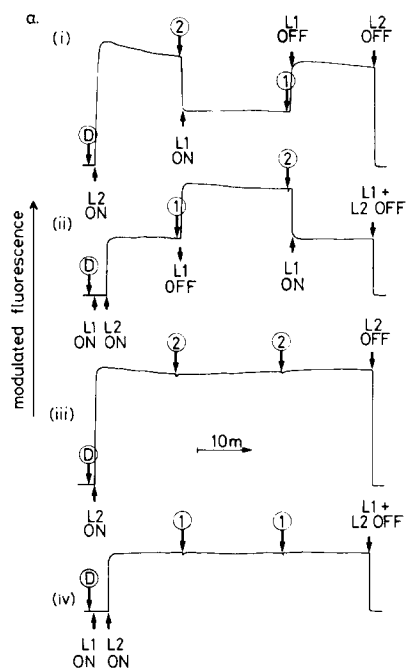 a.
(i)
2
L1 OFF
L2 OFF
D
1
L1 ON
L2 ON
(ii)
1
2
L1 + L2 OFF
D
L1 OFF
L1 ON
L1 ON
L2 ON
modulated fluorescence
(iii)
2
2
L2 OFF
10m
D
L2 ON
(iv)
1
1
L1 + L2 OFF
D
L1 ON
L2 ON